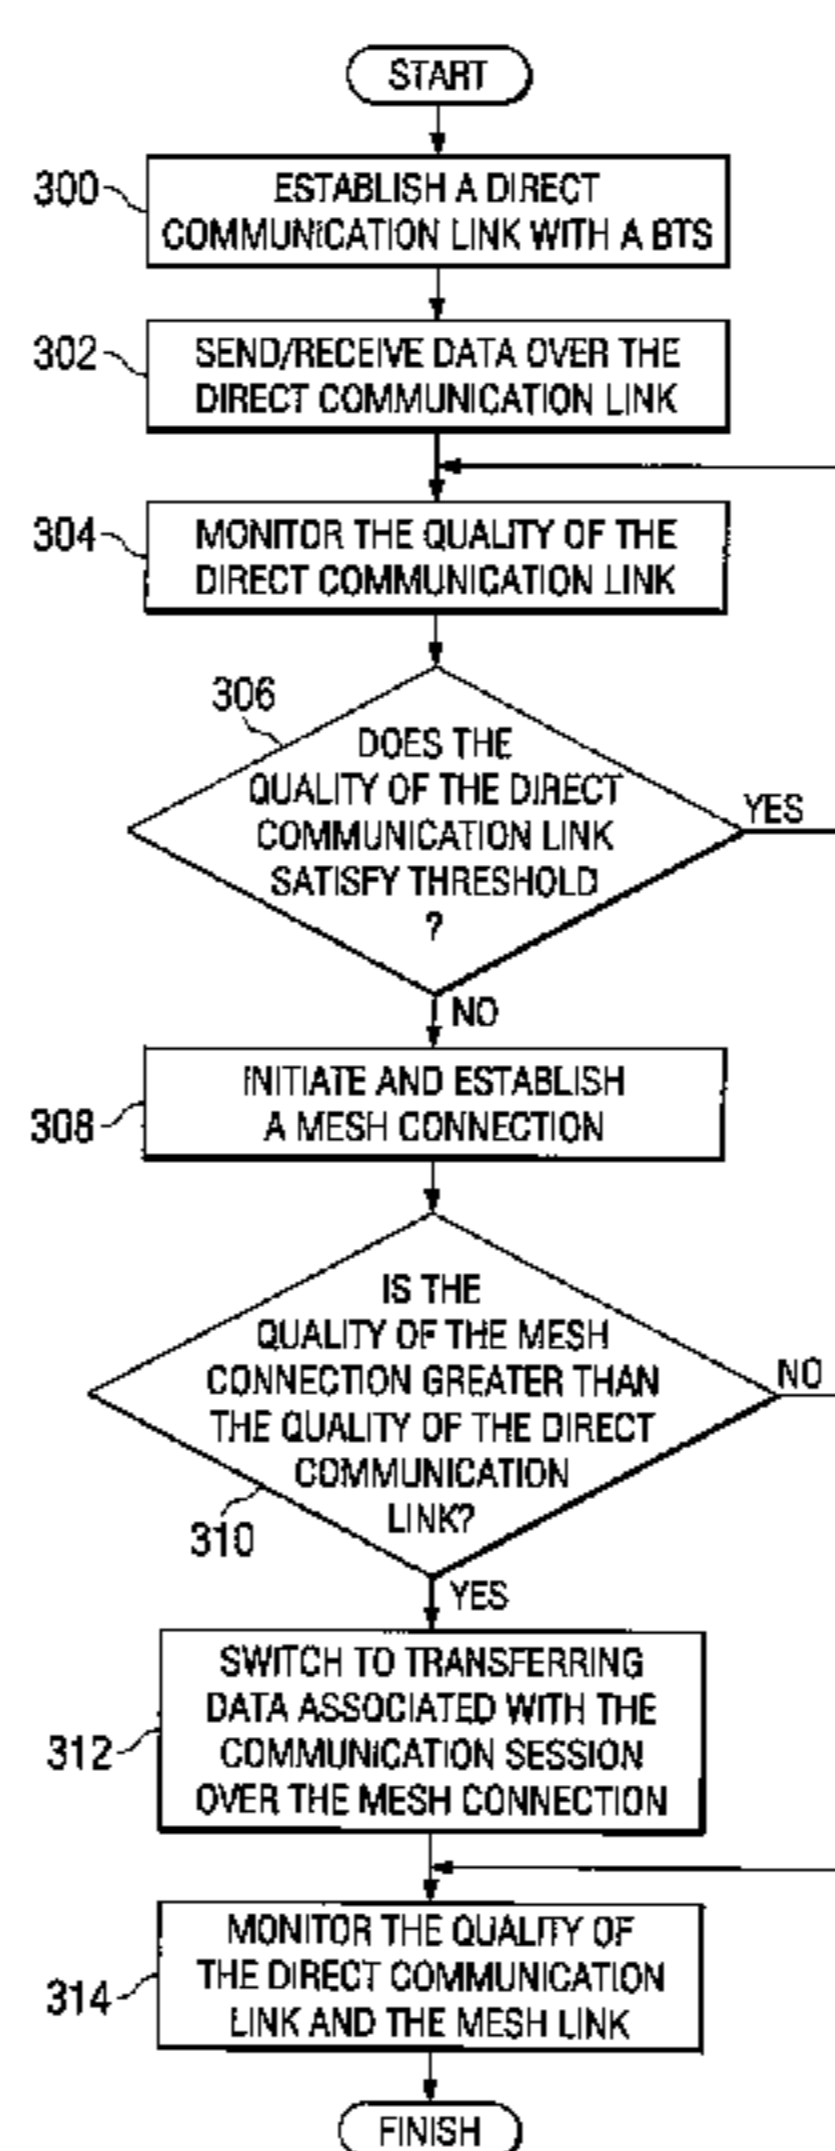 START
300
ESTABLISH A DIRECT
COMMUNICATION LINK WITH A BTS
302
SEND/RECEIVE DATA OVER THE
DIRECT COMMUNICATION LINK
304
MONITOR THE QUALITY OF THE
DIRECT COMMUNICATION LINK
306
DOES THE
QUALITY OF THE DIRECT
COMMUNICATION LINK
SATISFY THRESHOLD
?
YES
NO
308
INITIATE AND ESTABLISH
A MESH CONNECTION
IS THE
QUALITY OF THE MESH
CONNECTION GREATER THAN
THE QUALITY OF THE DIRECT
COMMUNICATION
LINK?
NO
310
YES
312
SWITCH TO TRANSFERRING
DATA ASSOCIATED WITH THE
COMMUNICATION SESSION
OVER THE MESH CONNECTION
314
MONITOR THE QUALITY OF
THE DIRECT COMMUNICATION
LINK AND THE MESH LINK
FINISH